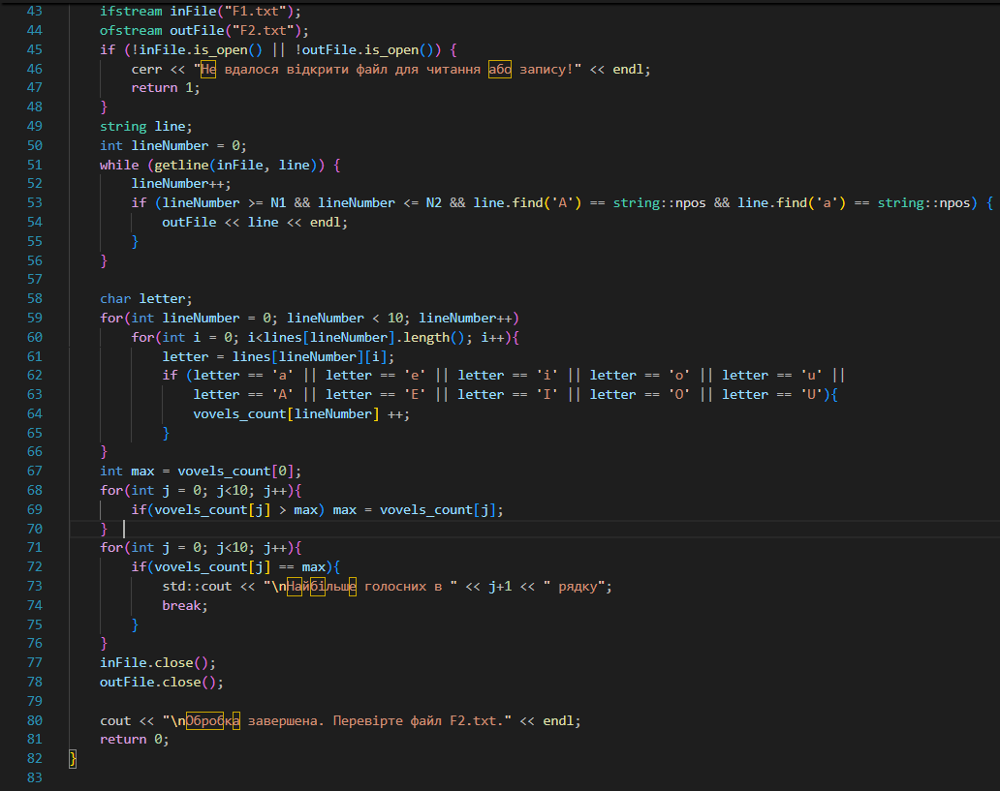 43 ifstream inFile("F1.txt");
44 ofstream outFile("F2.txt");
45 if (!inFile.is_open() || !outFile.is_open()) {
46 cerr << "Не вдалося відкрити файл для читання або запису!" << endl;
47 return 1;
48 }
49 string line;
50 int lineNumber = 0;
51 while (getline(inFile, line)) {
52 lineNumber++;
53 if (lineNumber >= N1 && lineNumber <= N2 && line.find('A') == string::npos && line.find('a') == string::npos) {
54 outFile << line << endl;
55 }
56 }
57
58 char letter;
59 for(int lineNumber = 0; lineNumber < 10; lineNumber++)
60 for(int i = 0; i<lines[lineNumber].length(); i++){
61 letter = lines[lineNumber][i];
62 if (letter == 'a' || letter == 'e' || letter == 'i' || letter == 'o' || letter == 'u' ||
63 letter == 'A' || letter == 'E' || letter == 'I' || letter == 'O' || letter == 'U'){
64 vovels_count[lineNumber] ++;
65 }
66 }
67 int max = vovels_count[0];
68 for(int j = 0; j<10; j++){
69 if(vovels_count[j] > max) max = vovels_count[j];
70 }
71 for(int j = 0; j<10; j++){
72 if(vovels_count[j] == max){
73 std::cout << "\nНайбільше голосних в " << j+1 << " рядку";
74 break;
75 }
76 }
77 inFile.close();
78 outFile.close();
79
80 cout << "\nОбробка завершена. Перевірте файл F2.txt." << endl;
81 return 0;
82 }
83